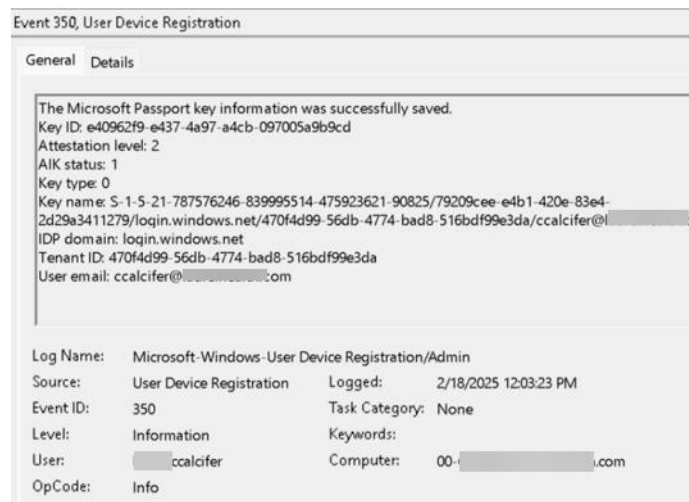 Event 350, User Device Registration
General Details
The Microsoft Passport key information was successfully saved.
Key ID: e40962f9-e437-4a97-a4cb-097005a9b9cd
Attestation level: 2
AIK status: 1
Key type: 0
Key name: S-1-5-21-787576246-839995514-475923621-90825/79209cee-e4b1-420e-83e4-
2d29a3411279/login.windows.net/470f4d99-56db-4774-bad8-516bdf99e3da/ccalcifer@
IDP domain: login.windows.net
Tenant ID: 470f4d99-56db-4774-bad8-516bdf99e3da
User email: ccalcifer@ .com
Log Name: Microsoft-Windows-User Device Registration/Admin
Source: User Device Registration Logged: 2/18/2025 12:03:23 PM
Event ID: 350 Task Category: None
Level: Information Keywords:
User: ccalcifer Computer: 00- .com
OpCode: Info